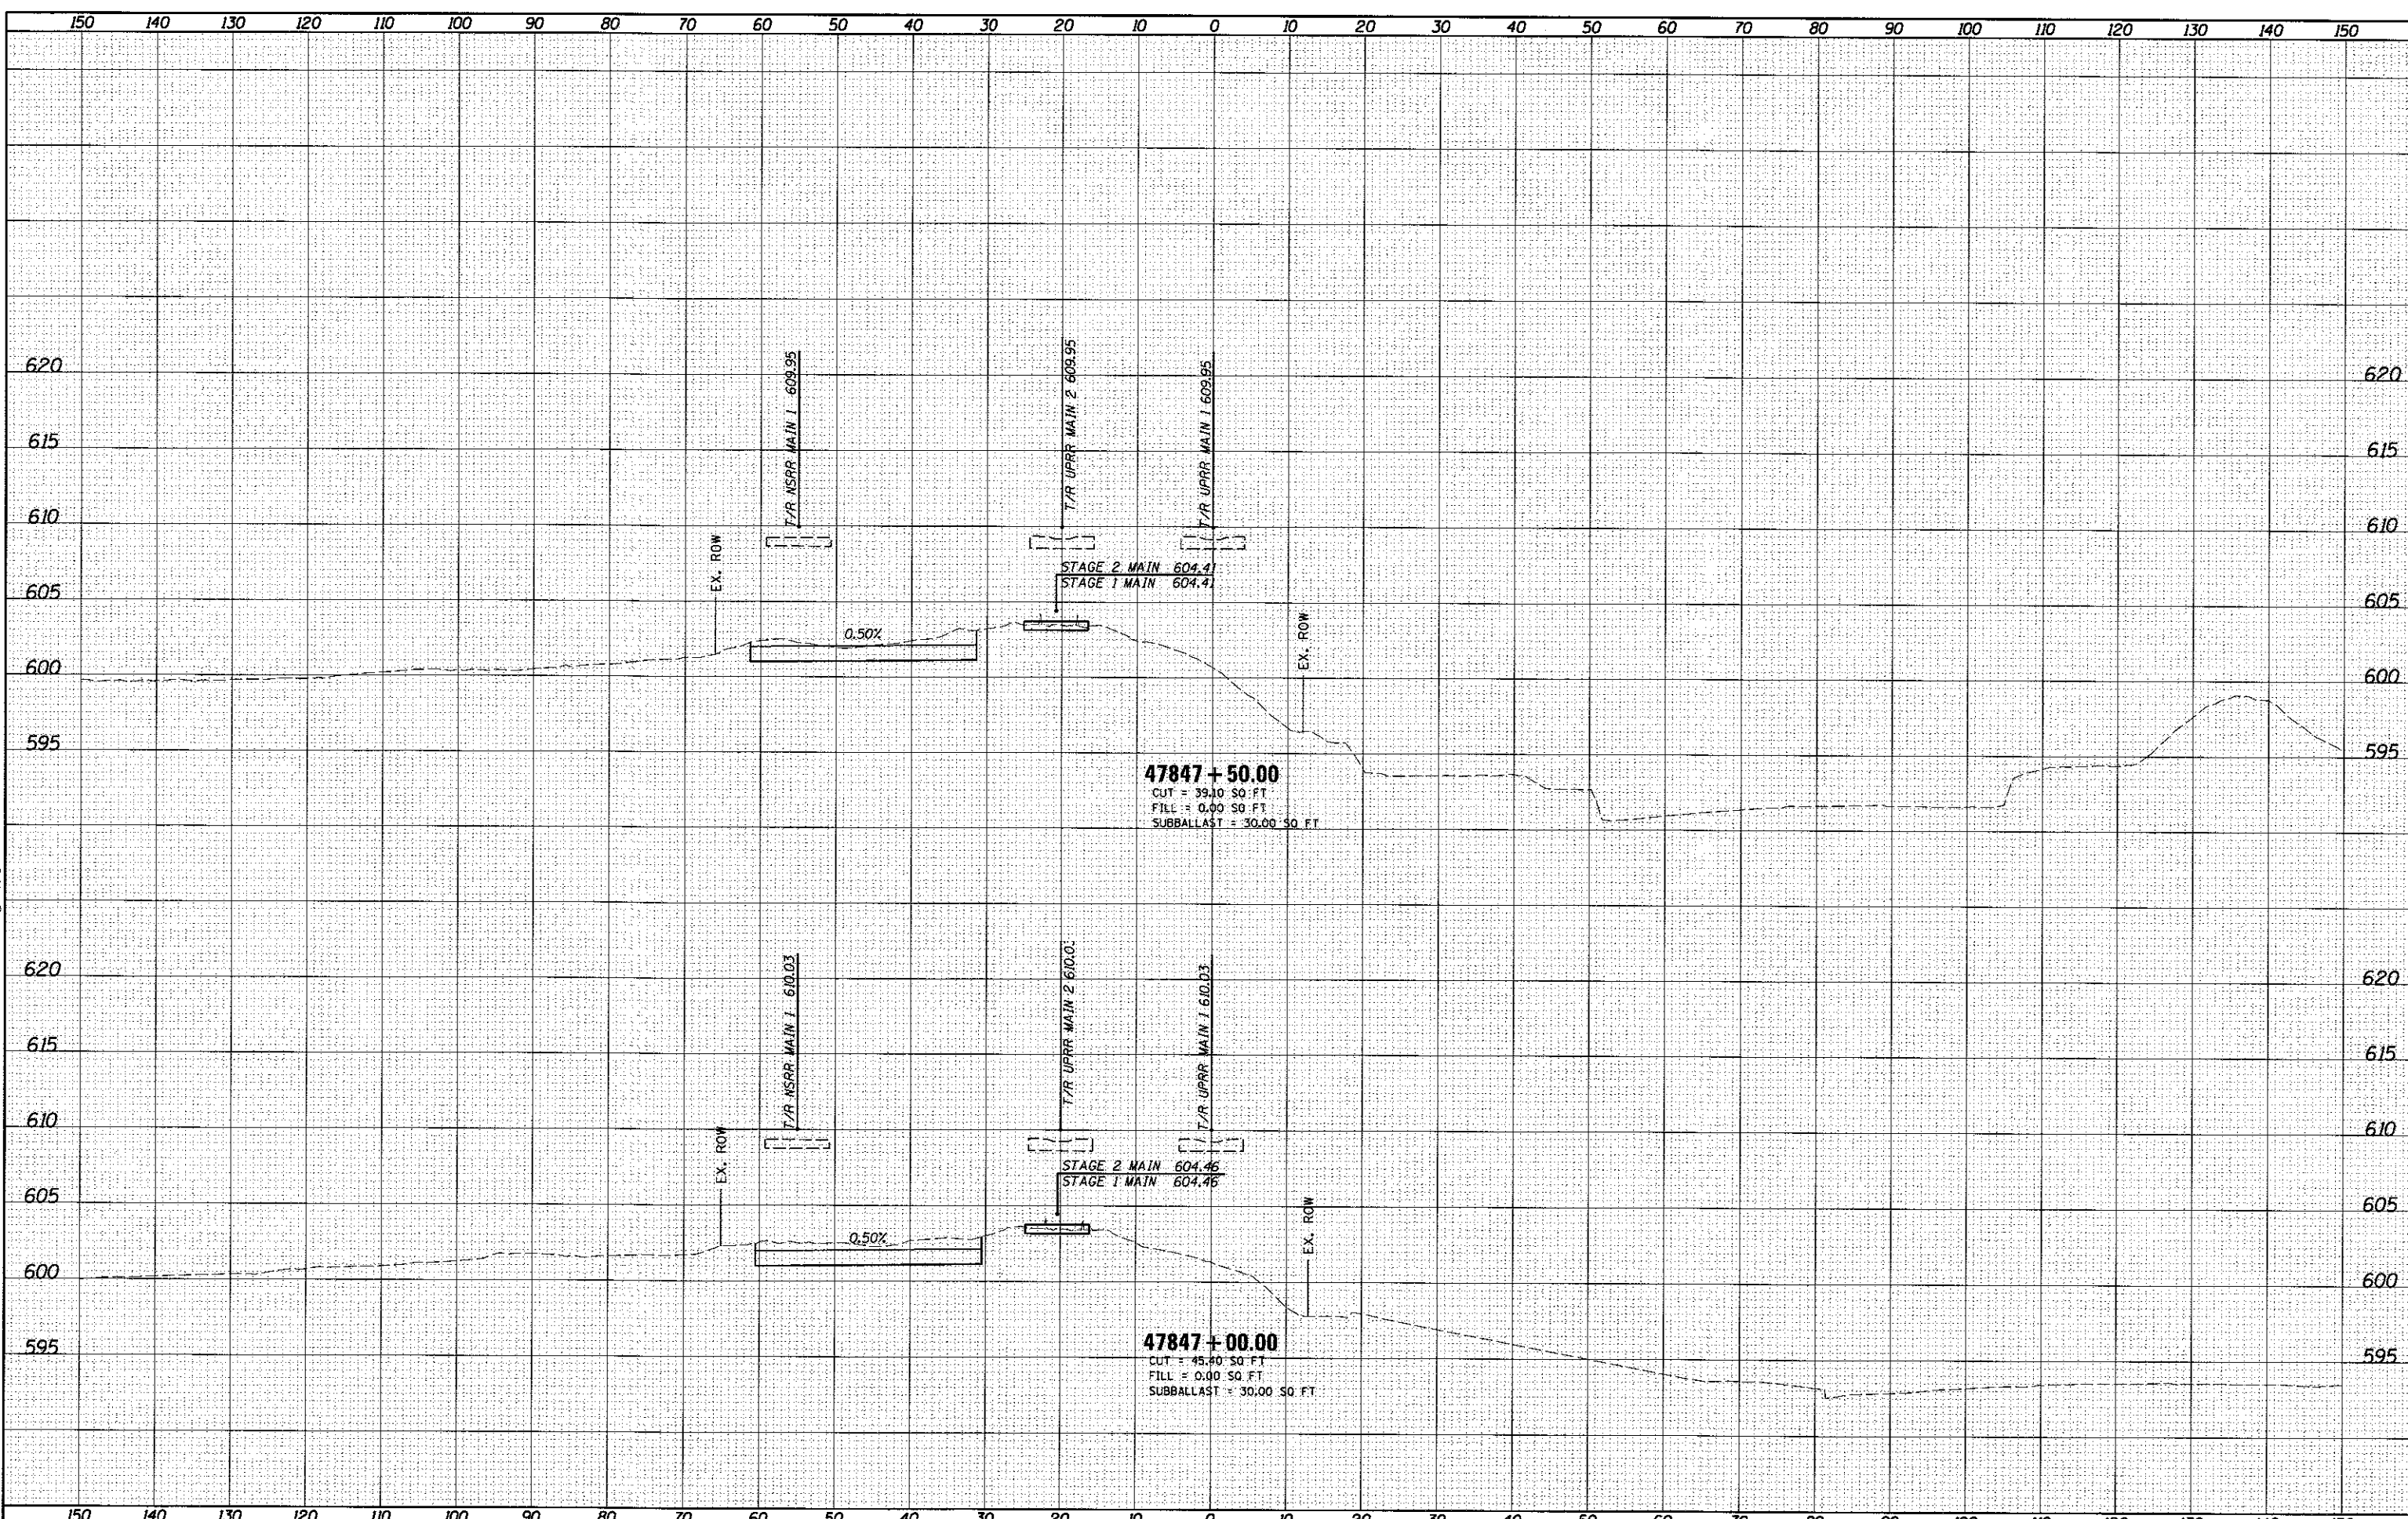 150 140 130 120 110 100 90 80 70 60 50 40 30 20 10 0 10 20 30 40 50 60 70 80 90 100 110 120 130 140 150
T/R NSRR MAIN 1 609.95
T/R UPRR MAIN 2 609.95
T/R UPRR MAIN 1 609.95
620 620
615 615
610 610
EX. ROW
STAGE 2 MAIN 604.41
STAGE 1 MAIN 604.41
605 605
0.50%
EX. ROW
600 600
595 595
47847+50.00
CUT = 39.10 SQ FT
FILL = 0.00 SQ FT
SUBBALLAST = 30.00 SQ FT
T/R NSRR MAIN 1 610.03
T/R UPRR MAIN 2 610.0
T/R UPRR MAIN 1 610.03
620 620
615 615
610 610
EX. ROW
STAGE 2 MAIN 604.46
STAGE 1 MAIN 604.46
605 605
0.50%
EX. ROW
600 600
595 595
47847+00.00
CUT = 45.40 SQ FT
FILL = 0.00 SQ FT
SUBBALLAST = 30.00 SQ FT
150 140 130 120 110 100 90 80 70 60 50 40 30 20 10 0 10 20 30 40 50 60 70 80 90 100 110 120 130 140 150